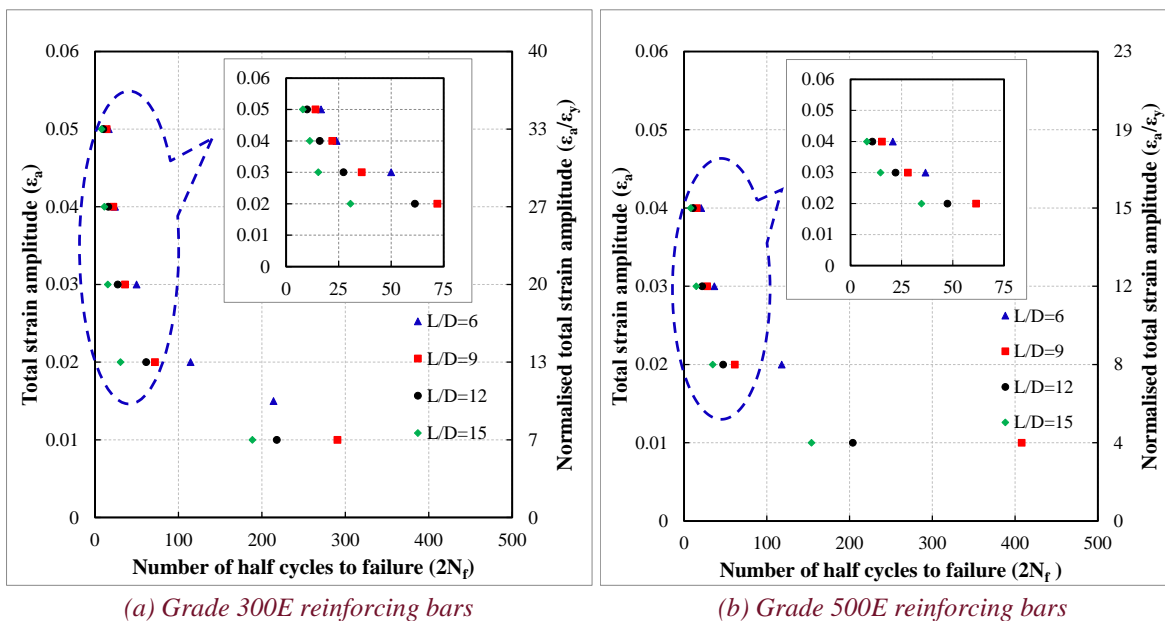 (a)
0.06
0.05
0.04
0.03
0.02
0.01
0
Total strain amplitude (εa)
40
33
27
20
13
7
0
Normalised total strain amplitude (εa/εy)
0 100 200 300 400 500
Number of half cycles to failure (2Nf)
0.06
0.05
0.04
0.03
0.02
0.01
0
0 25 50 75
L/D=6
L/D=9
L/D=12
L/D=15
(a) Grade 300E reinforcing bars
(b)
0.06
0.05
0.04
0.03
0.02
0.01
0
Total strain amplitude (εa)
23
19
15
12
8
4
0
Normalised total strain amplitude (εa/εy)
0 100 200 300 400 500
Number of half cycles to failure (2Nf )
0.06
0.05
0.04
0.03
0.02
0.01
0
0 25 50 75
L/D=6
L/D=9
L/D=12
L/D=15
(b) Grade 500E reinforcing bars